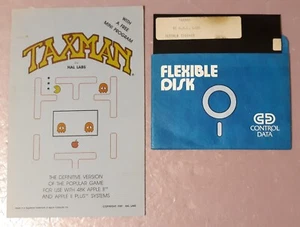 WITH
A FREE
MINI PROGRAM
TAXMAN
HAL LABS
THE DEFINITIVE VERSION
OF THE POPULAR GAME
FOR USE WITH 48K APPLE II
AND APPLE II PLUS SYSTEMS
FLEXIBLE
DISK
CONTROL
DATA